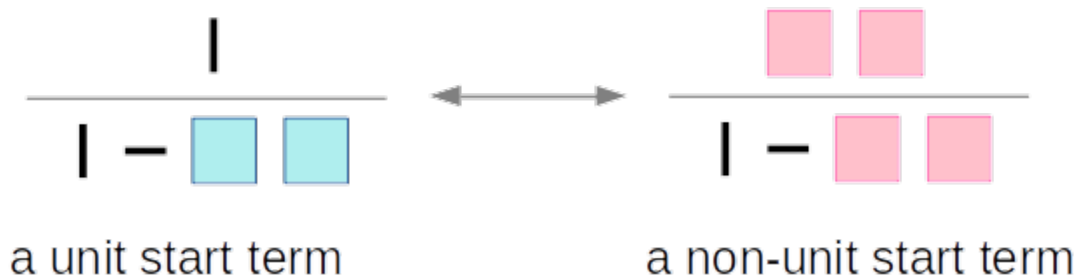 1
1 -
a unit start term
1 -
a non-unit start term